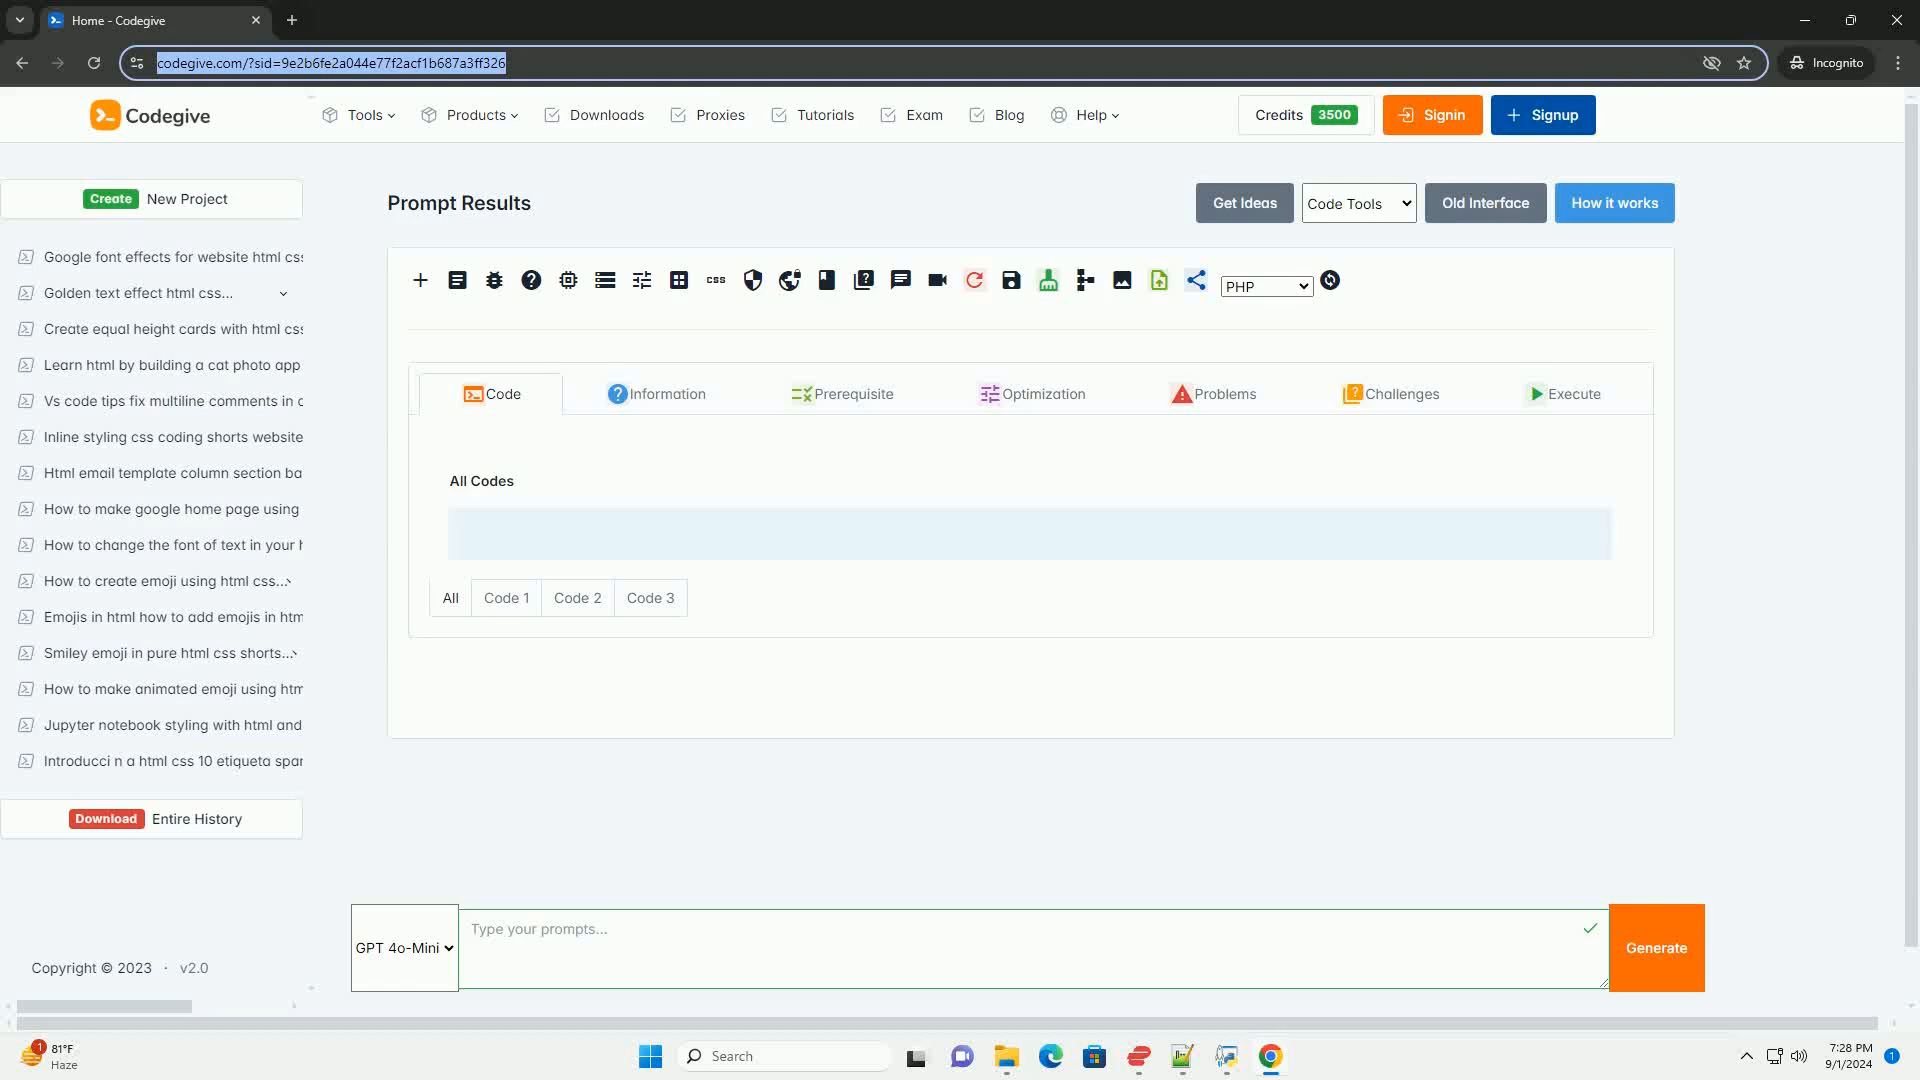 Home - Codegive
codegive.com/?sid=9e2b6fe2a044e77f2acf1b687a3ff326
Incognito
Codegive
Tools
Products
Downloads
Proxies
Tutorials
Exam
Blog
Help
Credits 3500
Signin
Signup
Create New Project
Google font effects for website html css
Golden text effect html css...
Create equal height cards with html css
Learn html by building a cat photo app
Vs code tips fix multiline comments in c
Inline styling css coding shorts website
Html email template column section ba
How to make google home page using
How to change the font of text in your h
How to create emoji using html css...
Emojis in html how to add emojis in htm
Smiley emoji in pure html css shorts...
How to make animated emoji using htm
Jupyter notebook styling with html and
Introducci n a html css 10 etiqueta spar
Download Entire History
Copyright © 2023 · v2.0
Prompt Results
Get Ideas
Code Tools
Old Interface
How it works
css
PHP
Code
Information
Prerequisite
Optimization
Problems
Challenges
Execute
All Codes
All
Code 1
Code 2
Code 3
GPT 4o-Mini
Type your prompts...
Generate
1
81°F
Haze
Search
7:28 PM
9/1/2024
1